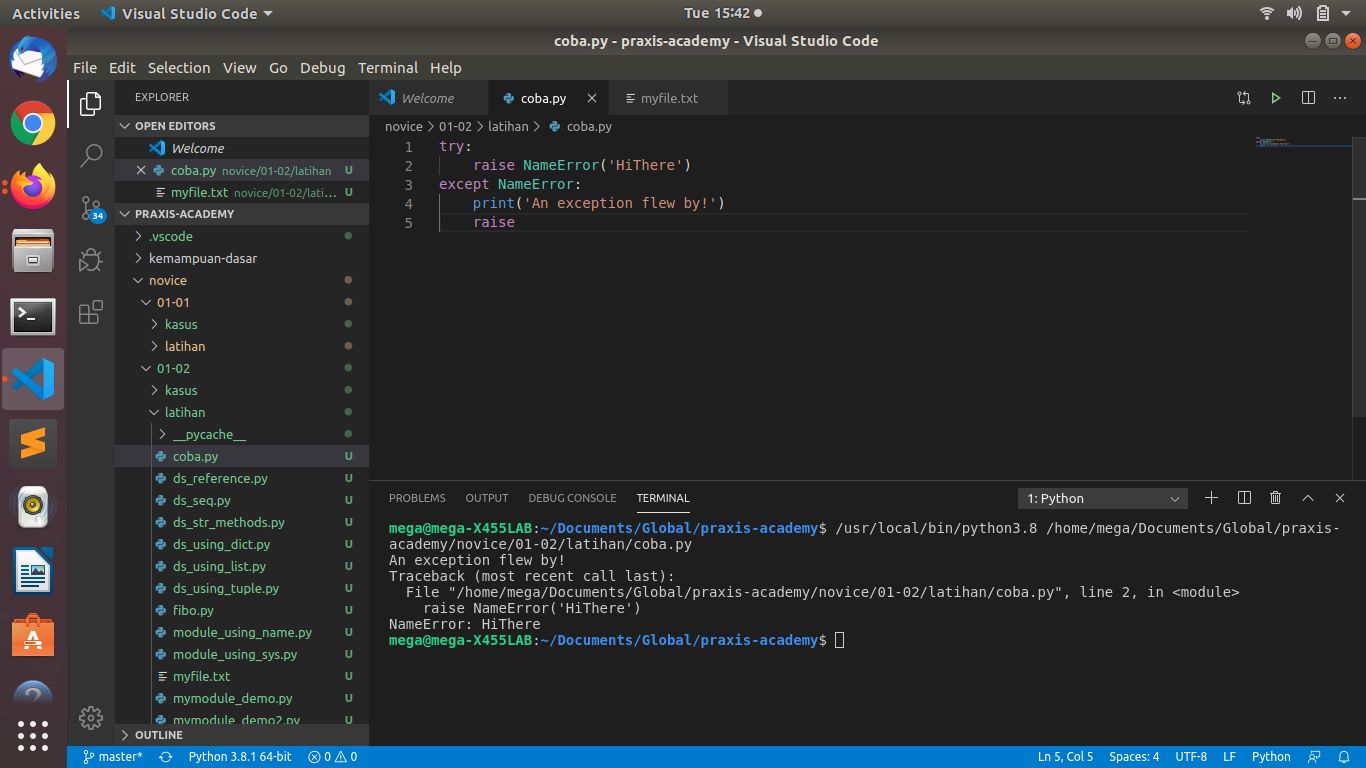 Activities
Visual Studio Code
Tue 15:42
coba.py - praxis-academy - Visual Studio Code
File Edit Selection View Go Debug Terminal Help
EXPLORER
OPEN EDITORS
Welcome
coba.py novice/01-02/latihan U
myfile.txt novice/01-02/lati... U
PRAXIS-ACADEMY
.vscode
kemampuan-dasar
novice
01-01
kasus
latihan
01-02
kasus
latihan
__pycache__
coba.py U
ds_reference.py U
ds_seq.py U
ds_str_methods.py U
ds_using_dict.py U
ds_using_list.py U
ds_using_tuple.py U
fibo.py U
module_using_name.py U
module_using_sys.py U
myfile.txt U
mymodule_demo.py U
mymodule_demo2.py U
OUTLINE
34
Welcome
coba.py
myfile.txt
novice > 01-02 > latihan > coba.py
1 try:
2 raise NameError('HiThere')
3 except NameError:
4 print('An exception flew by!')
5 raise
PROBLEMS OUTPUT DEBUG CONSOLE TERMINAL
1: Python
mega@mega-X455LAB:~/Documents/Global/praxis-academy$ /usr/local/bin/python3.8 /home/mega/Documents/Global/praxis-
academy/novice/01-02/latihan/coba.py
An exception flew by!
Traceback (most recent call last):
File "/home/mega/Documents/Global/praxis-academy/novice/01-02/latihan/coba.py", line 2, in <module>
raise NameError('HiThere')
NameError: HiThere
mega@mega-X455LAB:~/Documents/Global/praxis-academy$
master* Python 3.8.1 64-bit 0 0 Ln 5, Col 5 Spaces: 4 UTF-8 LF Python